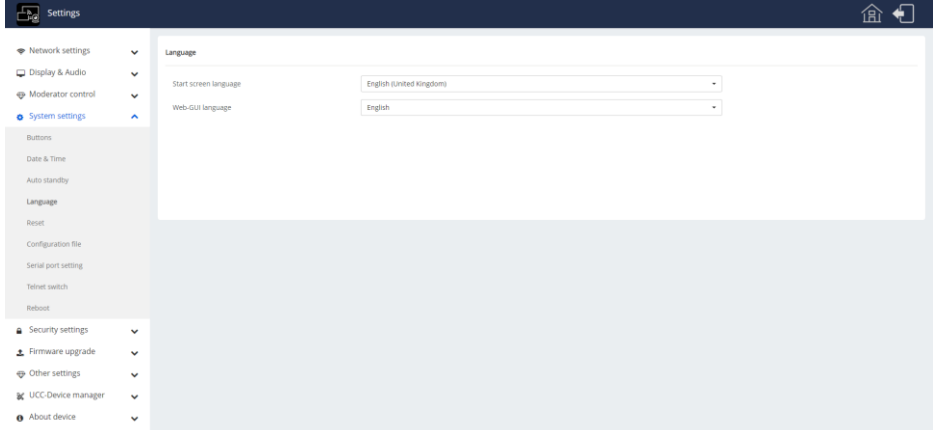 Settings
Network settings
Display & Audio
Moderator control
System settings
Buttons
Date & Time
Auto standby
Language
Reset
Configuration file
Serial port setting
Telnet switch
Reboot
Security settings
Firmware upgrade
Other settings
UCC-Device manager
About device
Language
Start screen language English (United Kingdom)
Web-GUI language English